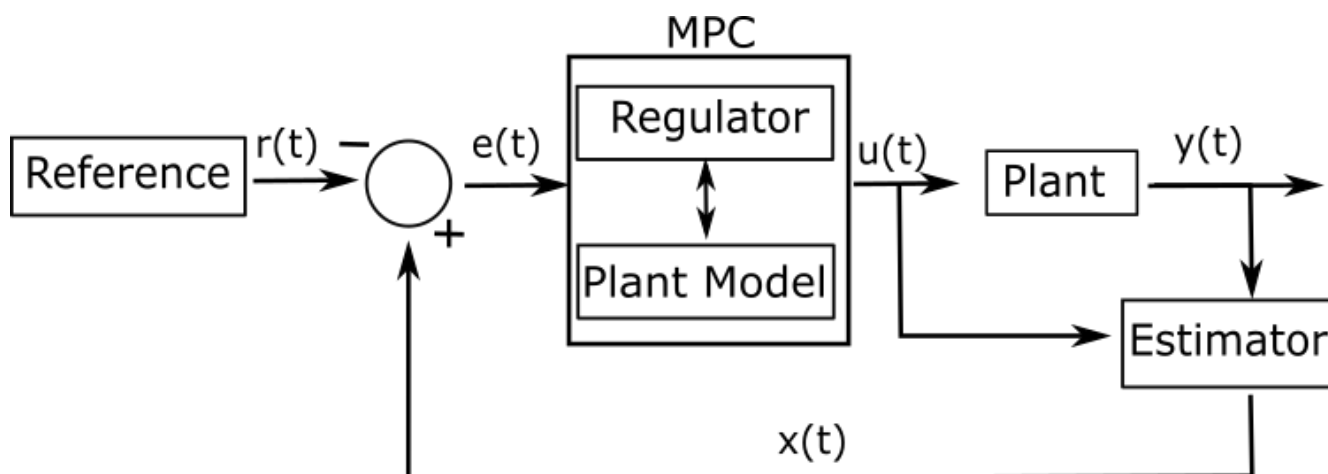 MPC
Reference
r(t)
−
+
e(t)
Regulator
Plant Model
u(t)
Plant
y(t)
Estimator
x(t)